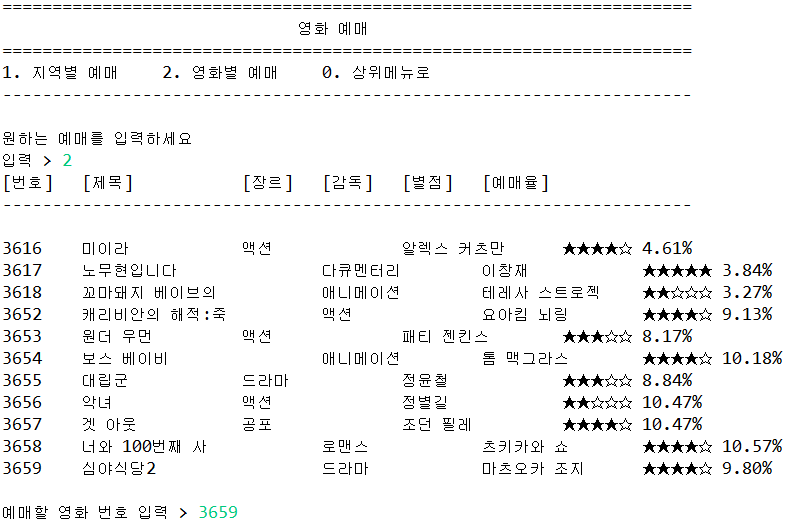 =====================================================================
영화 예매
=====================================================================
1. 지역별 예매 2. 영화별 예매 0. 상위메뉴로
---------------------------------------------------------------------
원하는 예매를 입력하세요
입력 > 2
[번호] [제목] [장르] [감독] [별점] [예매율]
---------------------------------------------------------------------
3616 미이라 액션 알렉스 커츠만 ★★★★☆ 4.61%
3617 노무현입니다 다큐멘터리 이창재 ★★★★★ 3.84%
3618 꼬마돼지 베이브의 애니메이션 테레사 스트로젝 ★★☆☆☆ 3.27%
3652 캐리비안의 해적:죽 액션 요아킴 뇌링 ★★★★☆ 9.13%
3653 원더 우먼 액션 패티 젠킨스 ★★★☆☆ 8.17%
3654 보스 베이비 애니메이션 톰 맥그라스 ★★★★☆ 10.18%
3655 대립군 드라마 정윤철 ★★★☆☆ 8.84%
3656 악녀 액션 정별길 ★★☆☆☆ 10.47%
3657 겟 아웃 공포 조던 필레 ★★★★☆ 10.47%
3658 너와 100번째 사 로맨스 츠키카와 쇼 ★★★★☆ 10.57%
3659 심야식당2 드라마 마츠오카 조지 ★★★★☆ 9.80%
예매할 영화 번호 입력 > 3659